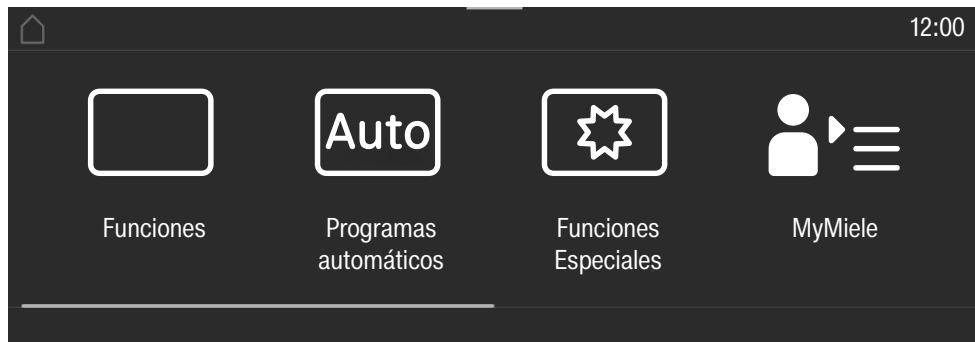 12:00
Auto
Funciones
Programas
automáticos
Funciones
Especiales
MyMiele